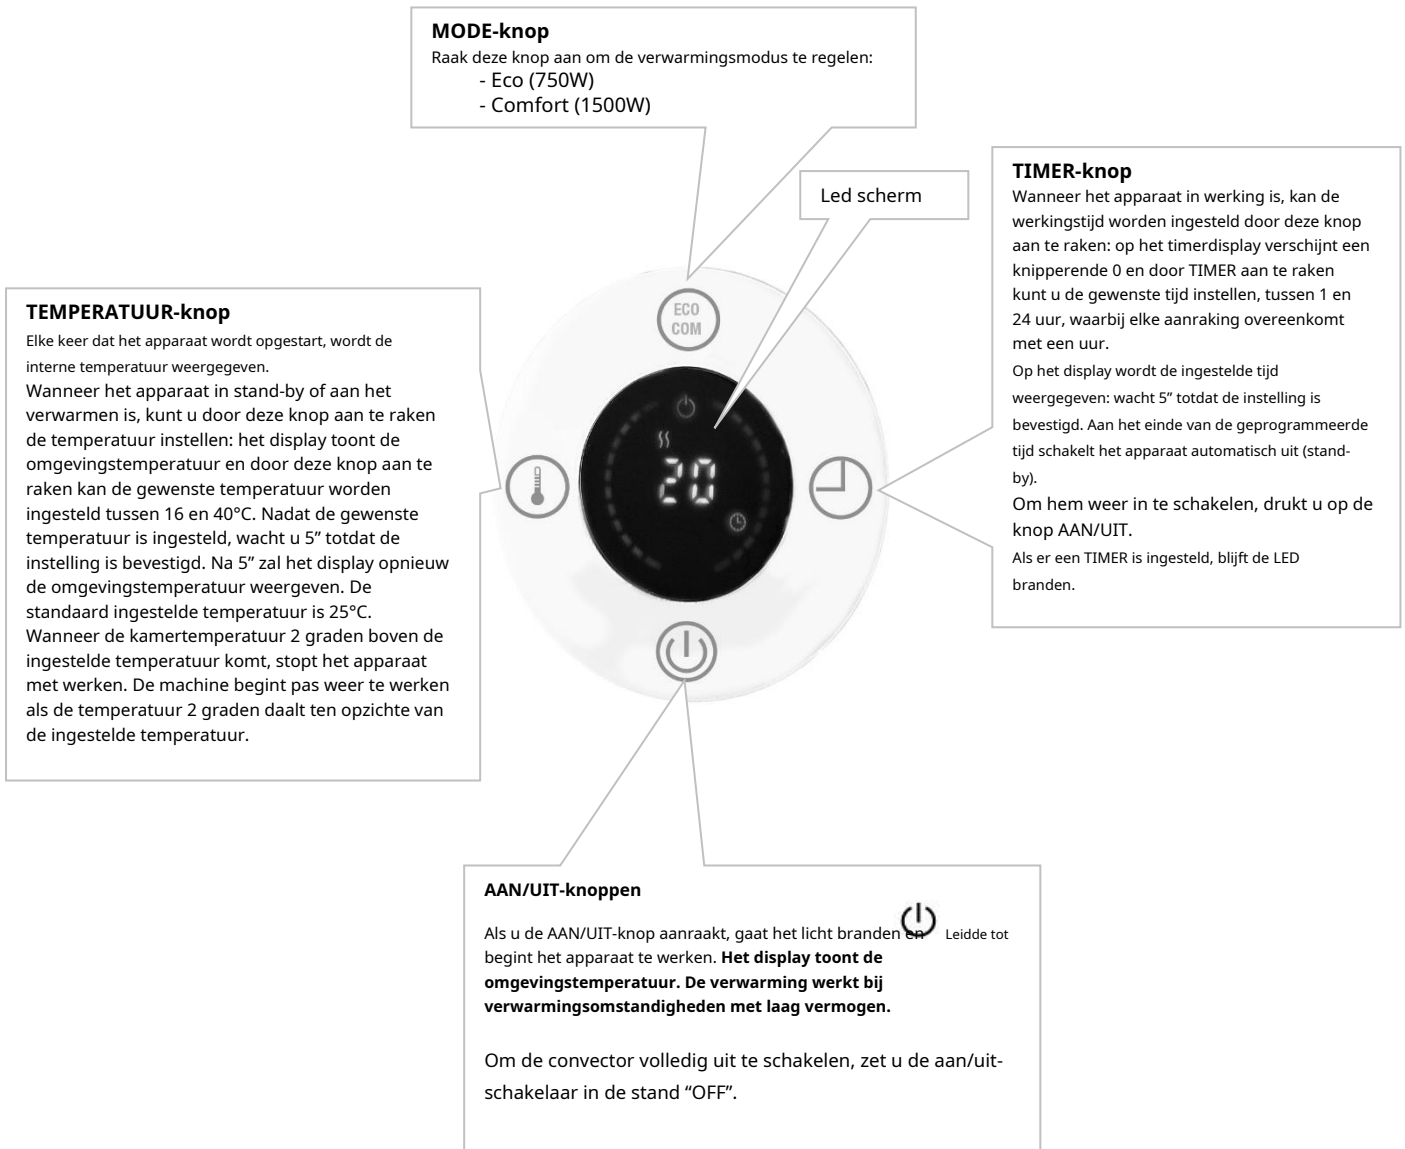 MODE-knop
Raak deze knop aan om de verwarmingsmodus te regelen:
- Eco (750W)
- Comfort (1500W)
Led scherm
TIMER-knop
Wanneer het apparaat in werking is, kan de
werkingstijd worden ingesteld door deze knop
aan te raken: op het timerdisplay verschijnt een
knipperende 0 en door TIMER aan te raken
kunt u de gewenste tijd instellen, tussen 1 en
24 uur, waarbij elke aanraking overeenkomt
met een uur.
Op het display wordt de ingestelde tijd
weergegeven: wacht 5” totdat de instelling is
bevestigd. Aan het einde van de geprogrammeerde
tijd schakelt het apparaat automatisch uit (stand-
by).
Om hem weer in te schakelen, drukt u op de
knop AAN/UIT.
Als er een TIMER is ingesteld, blijft de LED
branden.
TEMPERATUUR-knop
Elke keer dat het apparaat wordt opgestart, wordt de
interne temperatuur weergegeven.
Wanneer het apparaat in stand-by of aan het
verwarmen is, kunt u door deze knop aan te raken
de temperatuur instellen: het display toont de
omgevingstemperatuur en door deze knop aan te
raken kan de gewenste temperatuur worden
ingesteld tussen 16 en 40°C. Nadat de gewenste
temperatuur is ingesteld, wacht u 5” totdat de
instelling is bevestigd. Na 5” zal het display opnieuw
de omgevingstemperatuur weergeven. De
standaard ingestelde temperatuur is 25°C.
Wanneer de kamertemperatuur 2 graden boven de
ingestelde temperatuur komt, stopt het apparaat
met werken. De machine begint pas weer te werken
als de temperatuur 2 graden daalt ten opzichte van
de ingestelde temperatuur.
ECO
COM
20
AAN/UIT-knoppen
Als u de AAN/UIT-knop aanraakt, gaat het licht branden en Leidde tot
begint het apparaat te werken. Het display toont de
omgevingstemperatuur. De verwarming werkt bij
verwarmingsomstandigheden met laag vermogen.
Om de convector volledig uit te schakelen, zet u de aan/uit-
schakelaar in de stand “OFF”.